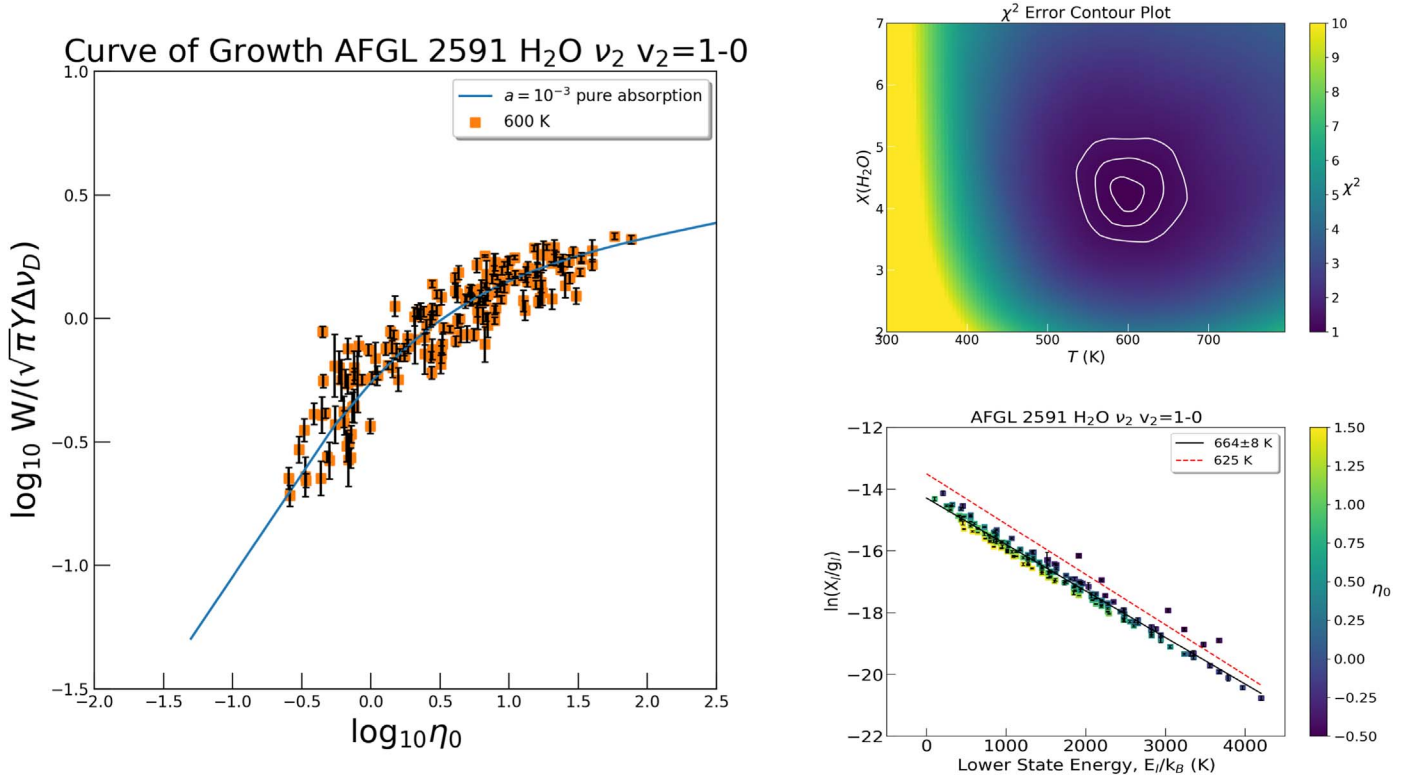 Curve of Growth AFGL 2591 H₂O ν₂ v₂=1-0
1.0
0.5
0.0
−0.5
−1.0
−1.5
−2.0 −1.5 −1.0 −0.5 0.0 0.5 1.0 1.5 2.0 2.5
log₁₀ W/(√π̅ΥΔν_D)
log₁₀η₀
a = 10⁻³ pure absorption
600 K
χ² Error Contour Plot
7
6
5
4
3
2
300 400 500 600 700
X(H₂O)
T (K)
10
9
8
7
6
5
4
3
2
1
χ²
AFGL 2591 H₂O ν₂ v₂=1-0
−12
−14
−16
−18
−20
−22
0 1000 2000 3000 4000
ln(X_l/g_l)
Lower State Energy, E_l/k_B (K)
664±8 K
625 K
1.50
1.25
1.00
0.75
0.50
0.25
0.00
−0.25
−0.50
η₀